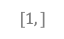 [1, ]